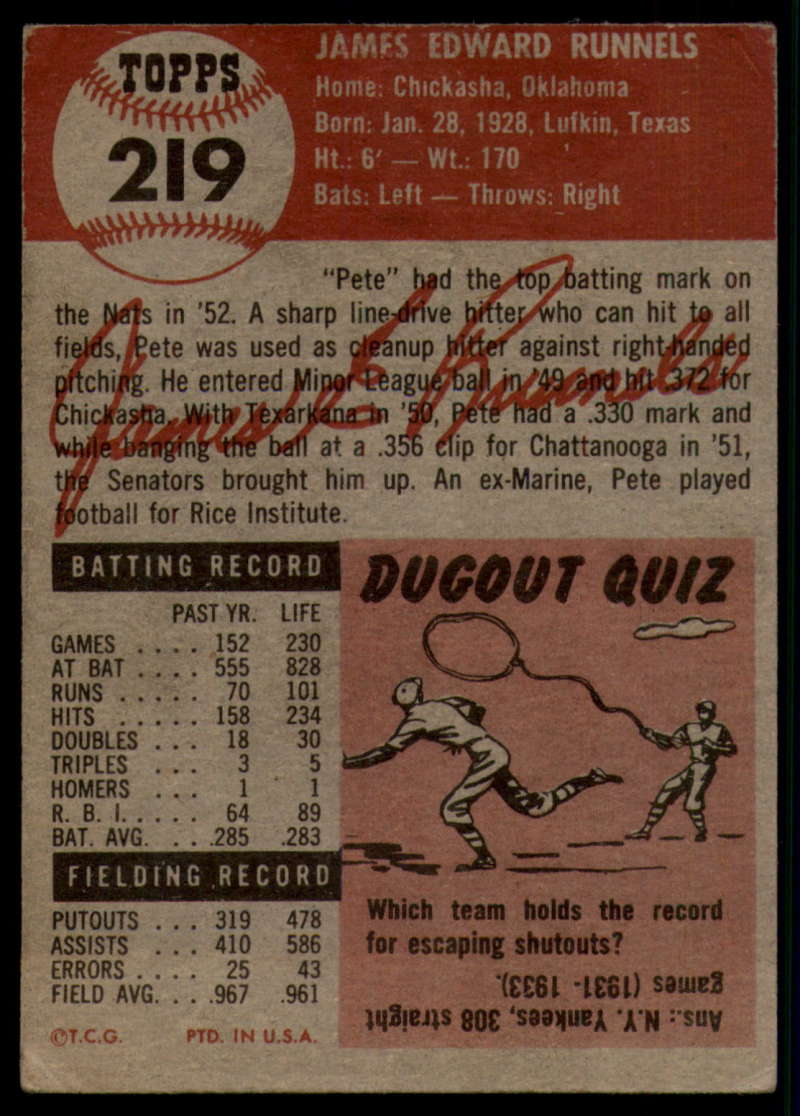 TOPPS
219
JAMES EDWARD RUNNELS
Home: Chickasha, Oklahoma
Born: Jan. 28, 1928, Lufkin, Texas
Ht.: 6′ — Wt.: 170
Bats: Left — Throws: Right
"Pete" had the top batting mark on
the Nats in '52. A sharp line-drive hitter who can hit to all
fields, Pete was used as cleanup hitter against right-handed
pitching. He entered Minor League ball in '49 and hit .372 for
Chickasha. With Texarkana in '50, Pete had a .330 mark and
while banging the ball at a .356 clip for Chattanooga in '51,
the Senators brought him up. An ex-Marine, Pete played
football for Rice Institute.
James E. Runnels
BATTING RECORD
PAST YR. LIFE
GAMES .... 152 230
AT BAT .... 555 828
RUNS ..... 70 101
HITS ..... 158 234
DOUBLES ... 18 30
TRIPLES ... 3 5
HOMERS ... 1 1
R. B. I. .... 64 89
BAT. AVG. ... .285 .283
FIELDING RECORD
PUTOUTS ... 319 478
ASSISTS ... 410 586
ERRORS .... 25 43
FIELD AVG. ... .967 .961
©T.C.G. PTD. IN U.S.A.
DUGOUT QUIZ
Which team holds the record
for escaping shutouts?
Ans.: N.Y. Yankees, 308 straight
games (1931- 1933).